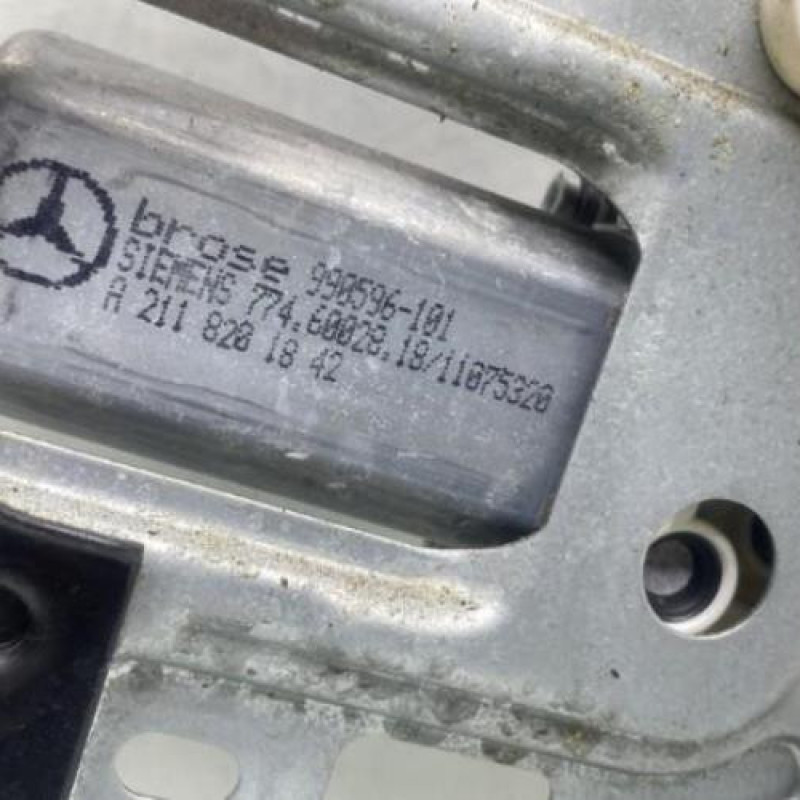 brose 990596-101
SIEMENS 774.60028.18/11075320
A 211 820 18 42